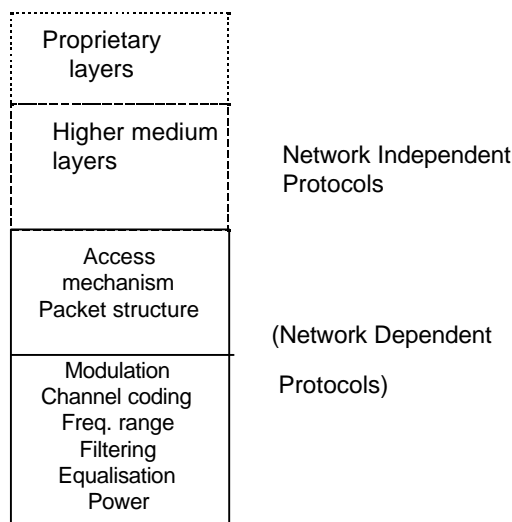 Proprietary
layers
Higher medium
layers
Network Independent
Protocols
Access
mechanism
Packet structure
(Network Dependent
Protocols)
Modulation
Channel coding
Freq. range
Filtering
Equalisation
Power